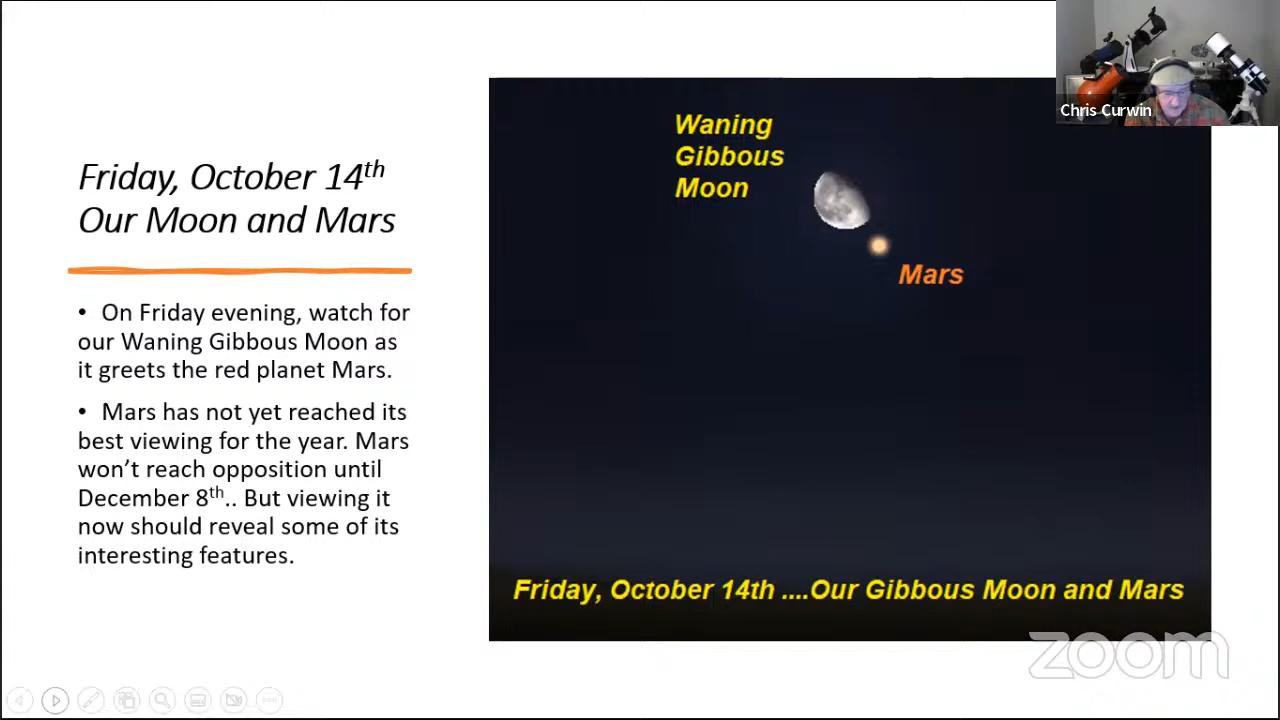 Friday, October 14th
Our Moon and Mars
• On Friday evening, watch for
our Waning Gibbous Moon as
it greets the red planet Mars.
• Mars has not yet reached its
best viewing for the year. Mars
won’t reach opposition until
December 8th.. But viewing it
now should reveal some of its
interesting features.
Waning
Gibbous
Moon
Mars
Friday, October 14th ....Our Gibbous Moon and Mars
Chris Curwin
zoom